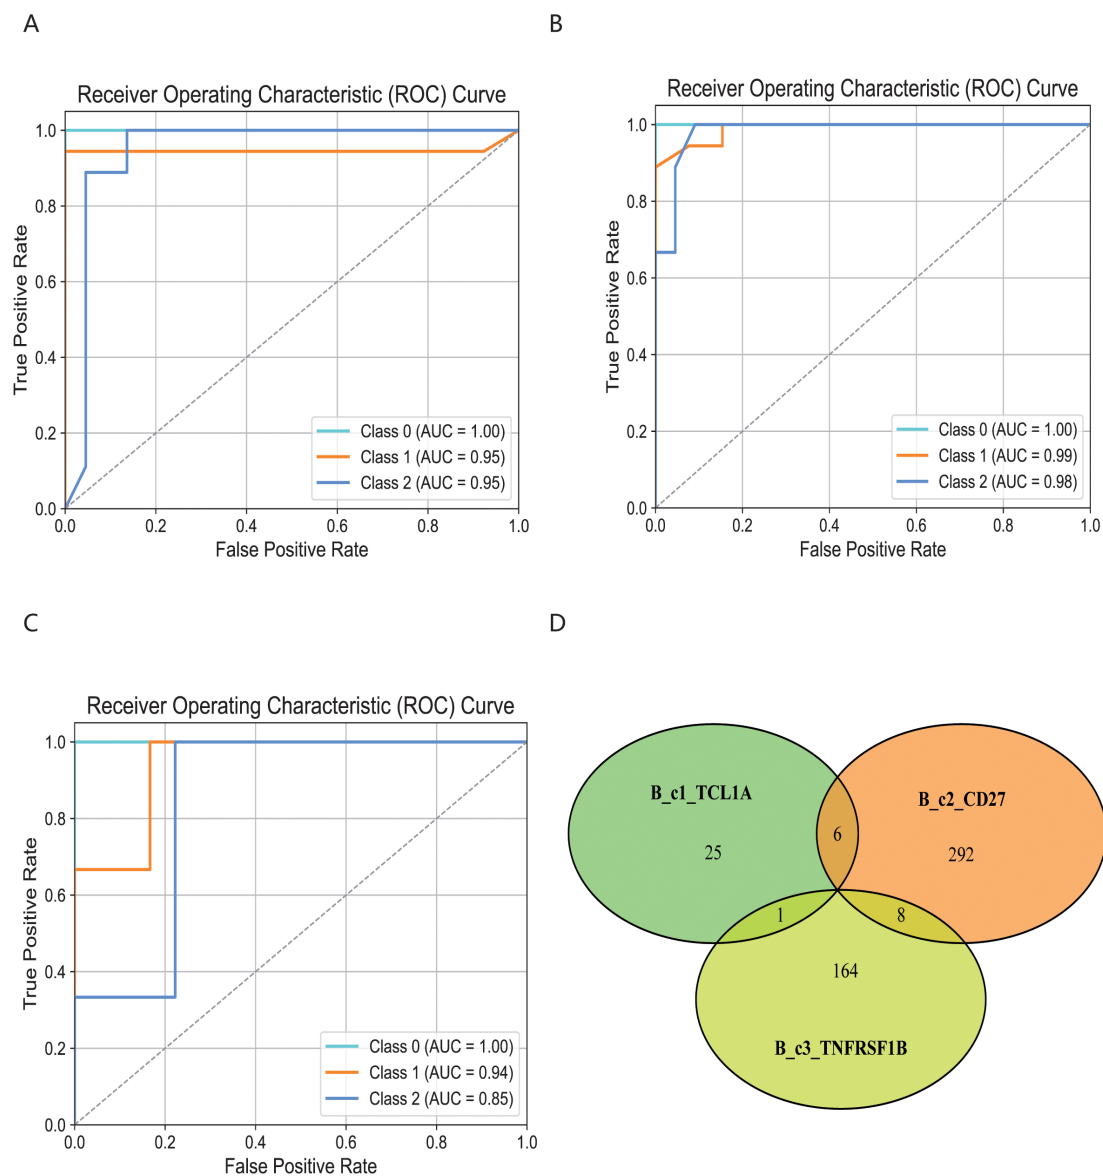 A
Receiver Operating Characteristic (ROC) Curve
True Positive Rate
1.0
0.8
0.6
0.4
0.2
0.0
0.0 0.2 0.4 0.6 0.8 1.0
False Positive Rate
Class 0 (AUC = 1.00)
Class 1 (AUC = 0.95)
Class 2 (AUC = 0.95)
B
Receiver Operating Characteristic (ROC) Curve
True Positive Rate
1.0
0.8
0.6
0.4
0.2
0.0
0.0 0.2 0.4 0.6 0.8 1.0
False Positive Rate
Class 0 (AUC = 1.00)
Class 1 (AUC = 0.99)
Class 2 (AUC = 0.98)
C
Receiver Operating Characteristic (ROC) Curve
True Positive Rate
1.0
0.8
0.6
0.4
0.2
0.0
0.0 0.2 0.4 0.6 0.8 1.0
False Positive Rate
Class 0 (AUC = 1.00)
Class 1 (AUC = 0.94)
Class 2 (AUC = 0.85)
D
B_c1_TCL1A
25
6
B_c2_CD27
292
1
8
164
B_c3_TNFRSF1B